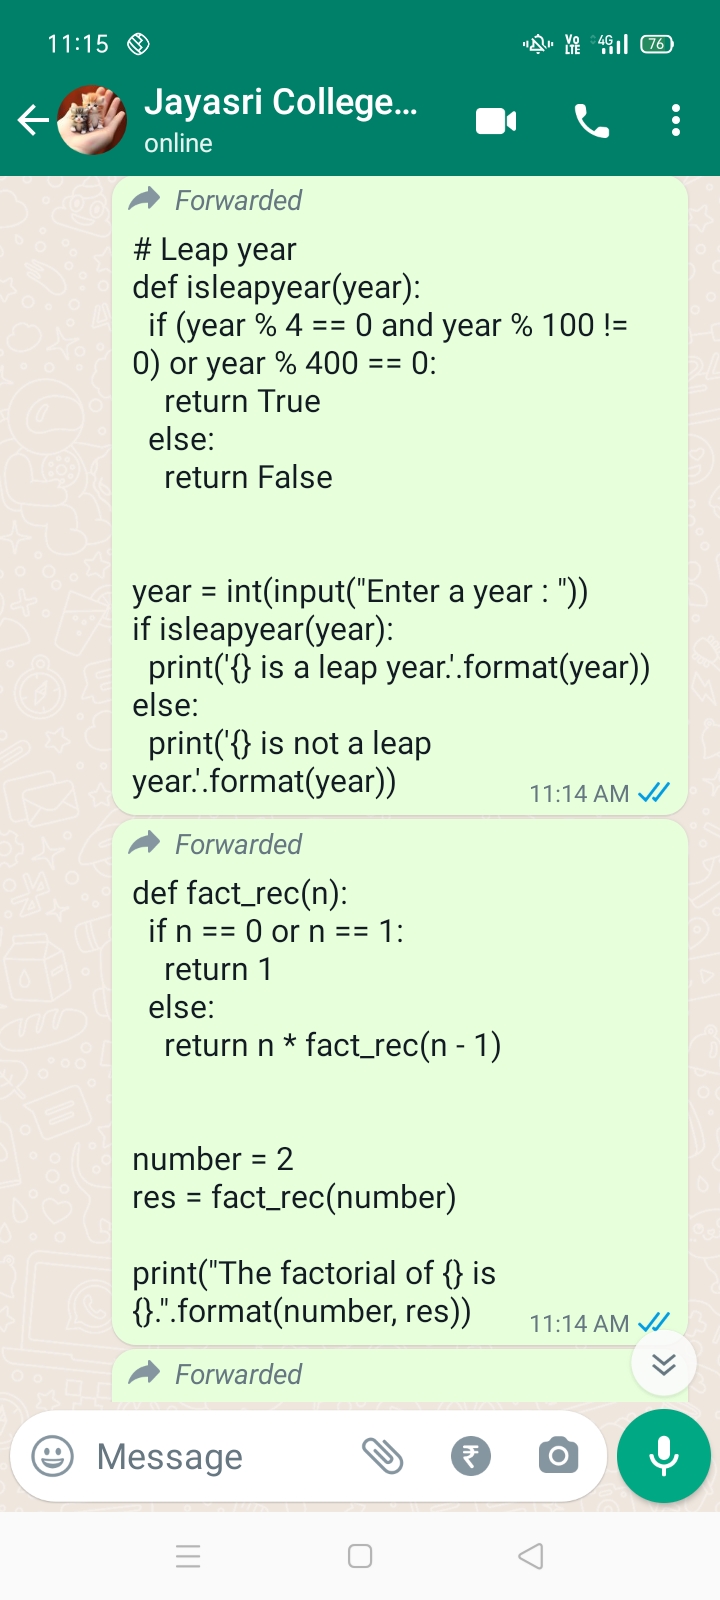 11:15
Vo LTE 4G 76
Jayasri College...
online
Forwarded
# Leap year
def isleapyear(year):
  if (year % 4 == 0 and year % 100 !=
0) or year % 400 == 0:
    return True
  else:
    return False
year = int(input("Enter a year : "))
if isleapyear(year):
  print('{} is a leap year.'.format(year))
else:
  print('{} is not a leap
year.'.format(year))
11:14 AM
Forwarded
def fact_rec(n):
  if n == 0 or n == 1:
    return 1
  else:
    return n * fact_rec(n - 1)
number = 2
res = fact_rec(number)
print("The factorial of {} is
{}.".format(number, res))
11:14 AM
Forwarded
Message
₹